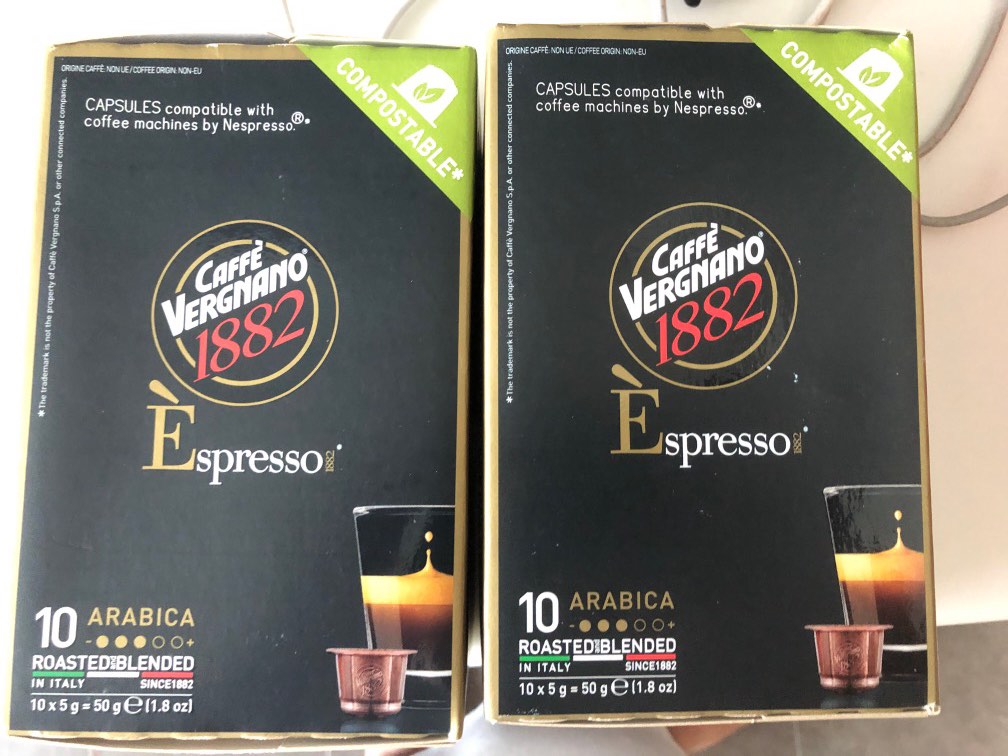 ORIGINE CAFFÈ: NON UE / COFFEE ORIGIN: NON-EU
CAPSULES compatible with
coffee machines by Nespresso.®*
COMPOSTABLE*
*The trademark is not the property of Caffè Vergnano S.p.A. or other connected companies.
CAFFÈ
VERGNANO®
1882
Èspresso 1882
10 ARABICA
- +
ROASTED AND BLENDED
IN ITALY SINCE1882
10 x 5 g = 50 g e (1.8 oz)
ORIGINE CAFFÈ: NON UE / COFFEE ORIGIN: NON-EU
CAPSULES compatible with
coffee machines by Nespresso.®*
COMPOSTABLE*
*The trademark is not the property of Caffè Vergnano S.p.A. or other connected companies.
CAFFÈ
VERGNANO®
1882
Èspresso 1882
10 ARABICA
- +
ROASTED AND BLENDED
IN ITALY SINCE1882
10 x 5 g = 50 g e (1.8 oz)